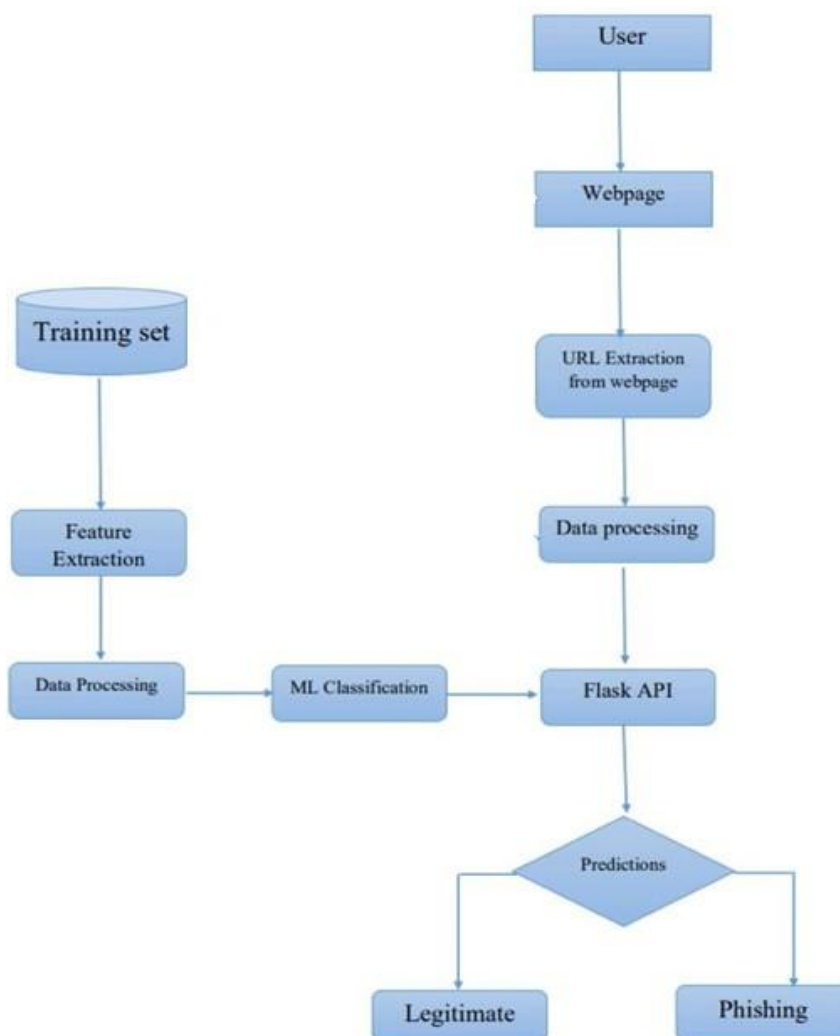 User
Webpage
Training set
URL Extraction
from webpage
Feature
Extraction
Data processing
Data Processing
ML Classification
Flask API
Predictions
Legitimate
Phishing